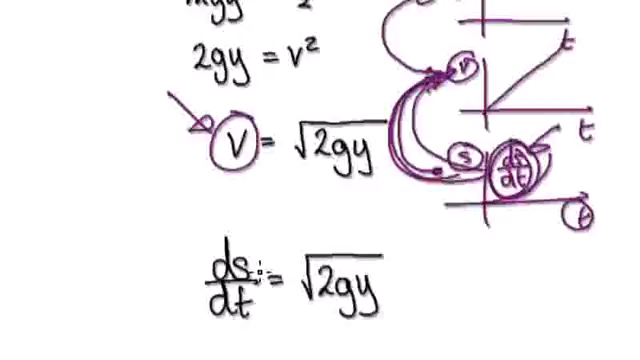 2gy = v²
v = √2gy
ds/dt = √2gy
t
v
t
s
ds/dt
t